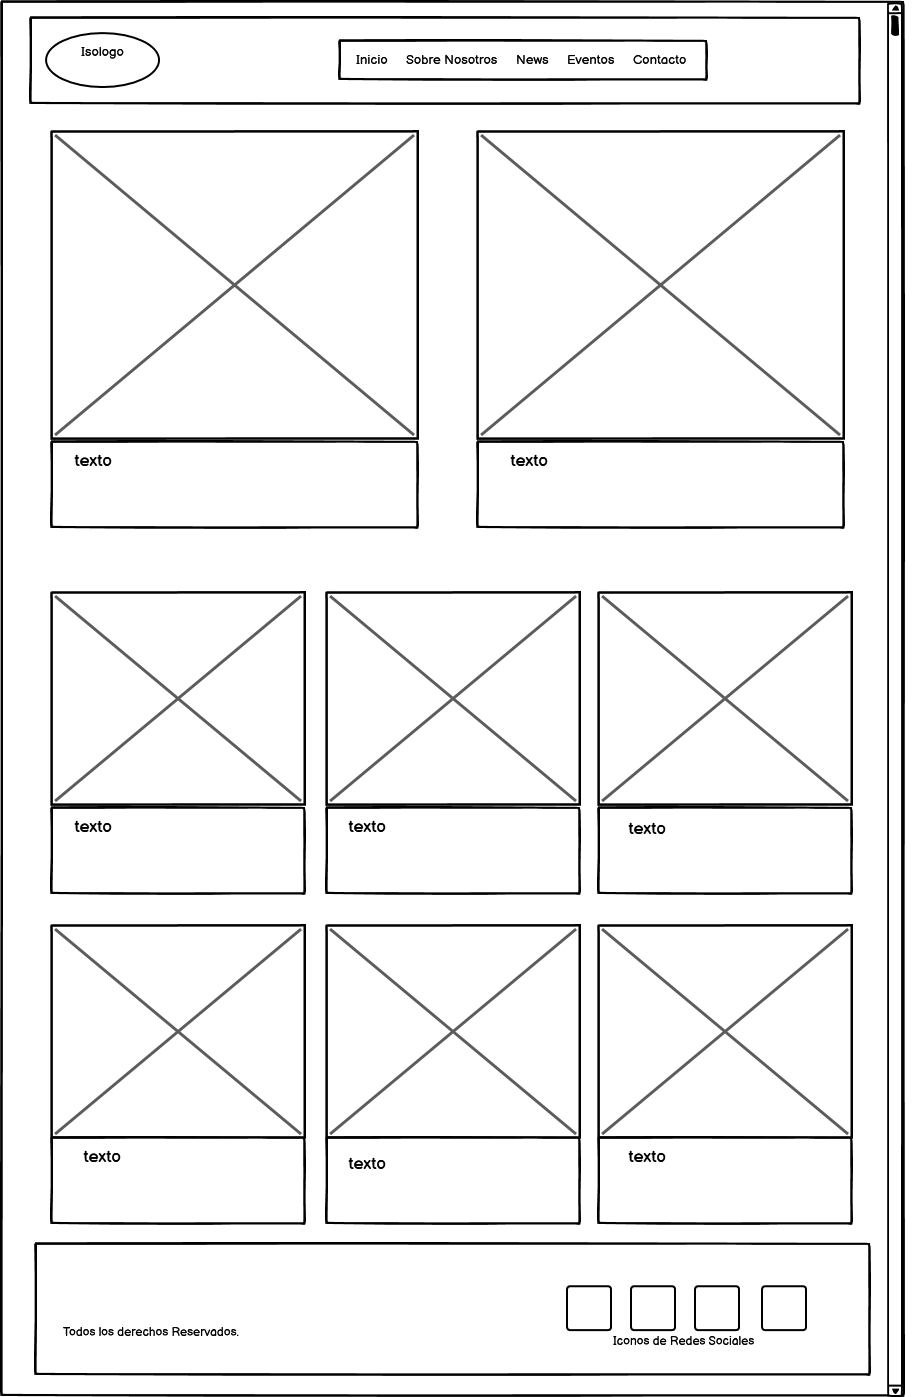 Isologo
Inicio Sobre Nosotros News Eventos Contacto
texto
texto
texto
texto
texto
texto
texto
texto
Todos los derechos Reservados.
Iconos de Redes Sociales